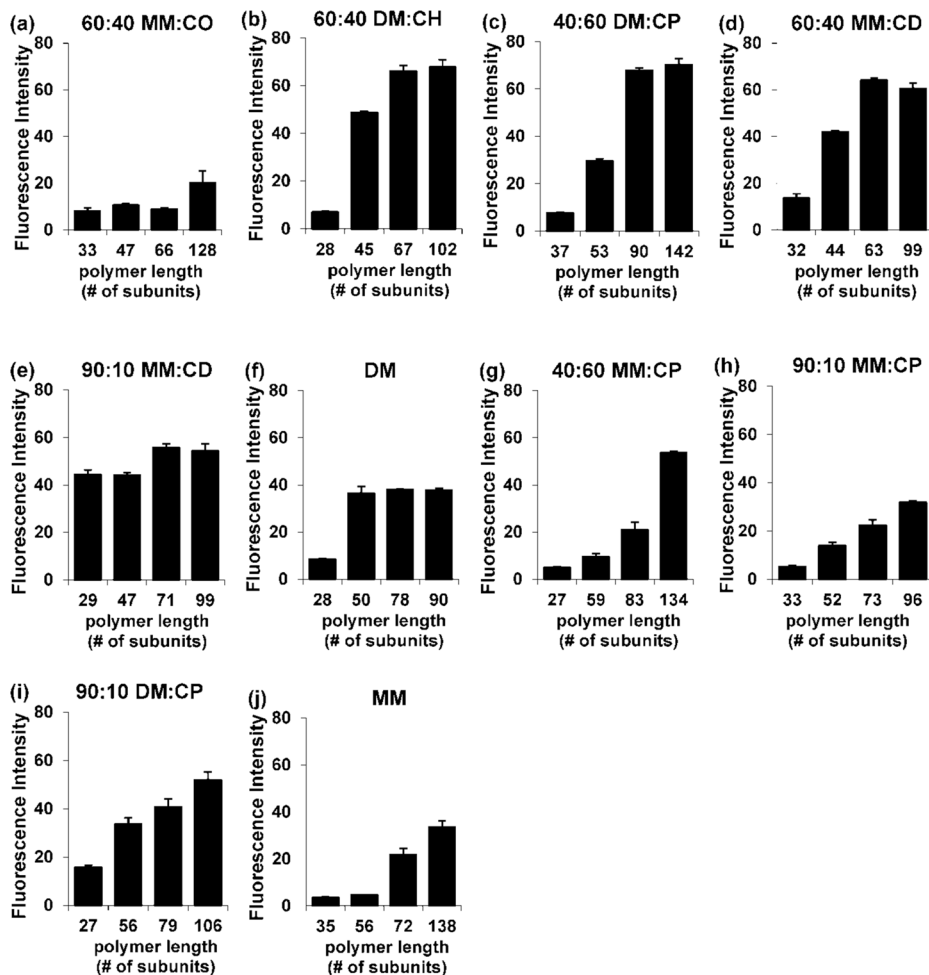 (a) 60:40 MM:CO
Fluorescence Intensity
80
60
40
20
0
33 47 66 128
polymer length
(# of subunits)
(b) 60:40 DM:CH
Fluorescence Intensity
80
60
40
20
0
28 45 67 102
polymer length
(# of subunits)
(c) 40:60 DM:CP
Fluorescence Intensity
80
60
40
20
0
37 53 90 142
polymer length
(# of subunits)
(d) 60:40 MM:CD
Fluorescence Intensity
80
60
40
20
0
32 44 63 99
polymer length
(# of subunits)
(e) 90:10 MM:CD
Fluorescence Intensity
80
60
40
20
0
29 47 71 99
polymer length
(# of subunits)
(f) DM
Fluorescence Intensity
80
60
40
20
0
28 50 78 90
polymer length
(# of subunits)
(g) 40:60 MM:CP
Fluorescence Intensity
80
60
40
20
0
27 59 83 134
polymer length
(# of subunits)
(h) 90:10 MM:CP
Fluorescence Intensity
80
60
40
20
0
33 52 73 96
polymer length
(# of subunits)
(i) 90:10 DM:CP
Fluorescence Intensity
80
60
40
20
0
27 56 79 106
polymer length
(# of subunits)
(j) MM
Fluorescence Intensity
80
60
40
20
0
35 56 72 138
polymer length
(# of subunits)